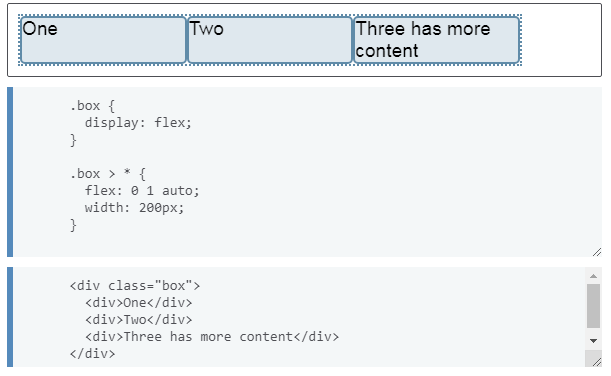 One
Two
Three has more
content
.box {
  display: flex;
}
.box > * {
  flex: 0 1 auto;
  width: 200px;
}
<div class="box">
  <div>One</div>
  <div>Two</div>
  <div>Three has more content</div>
</div>